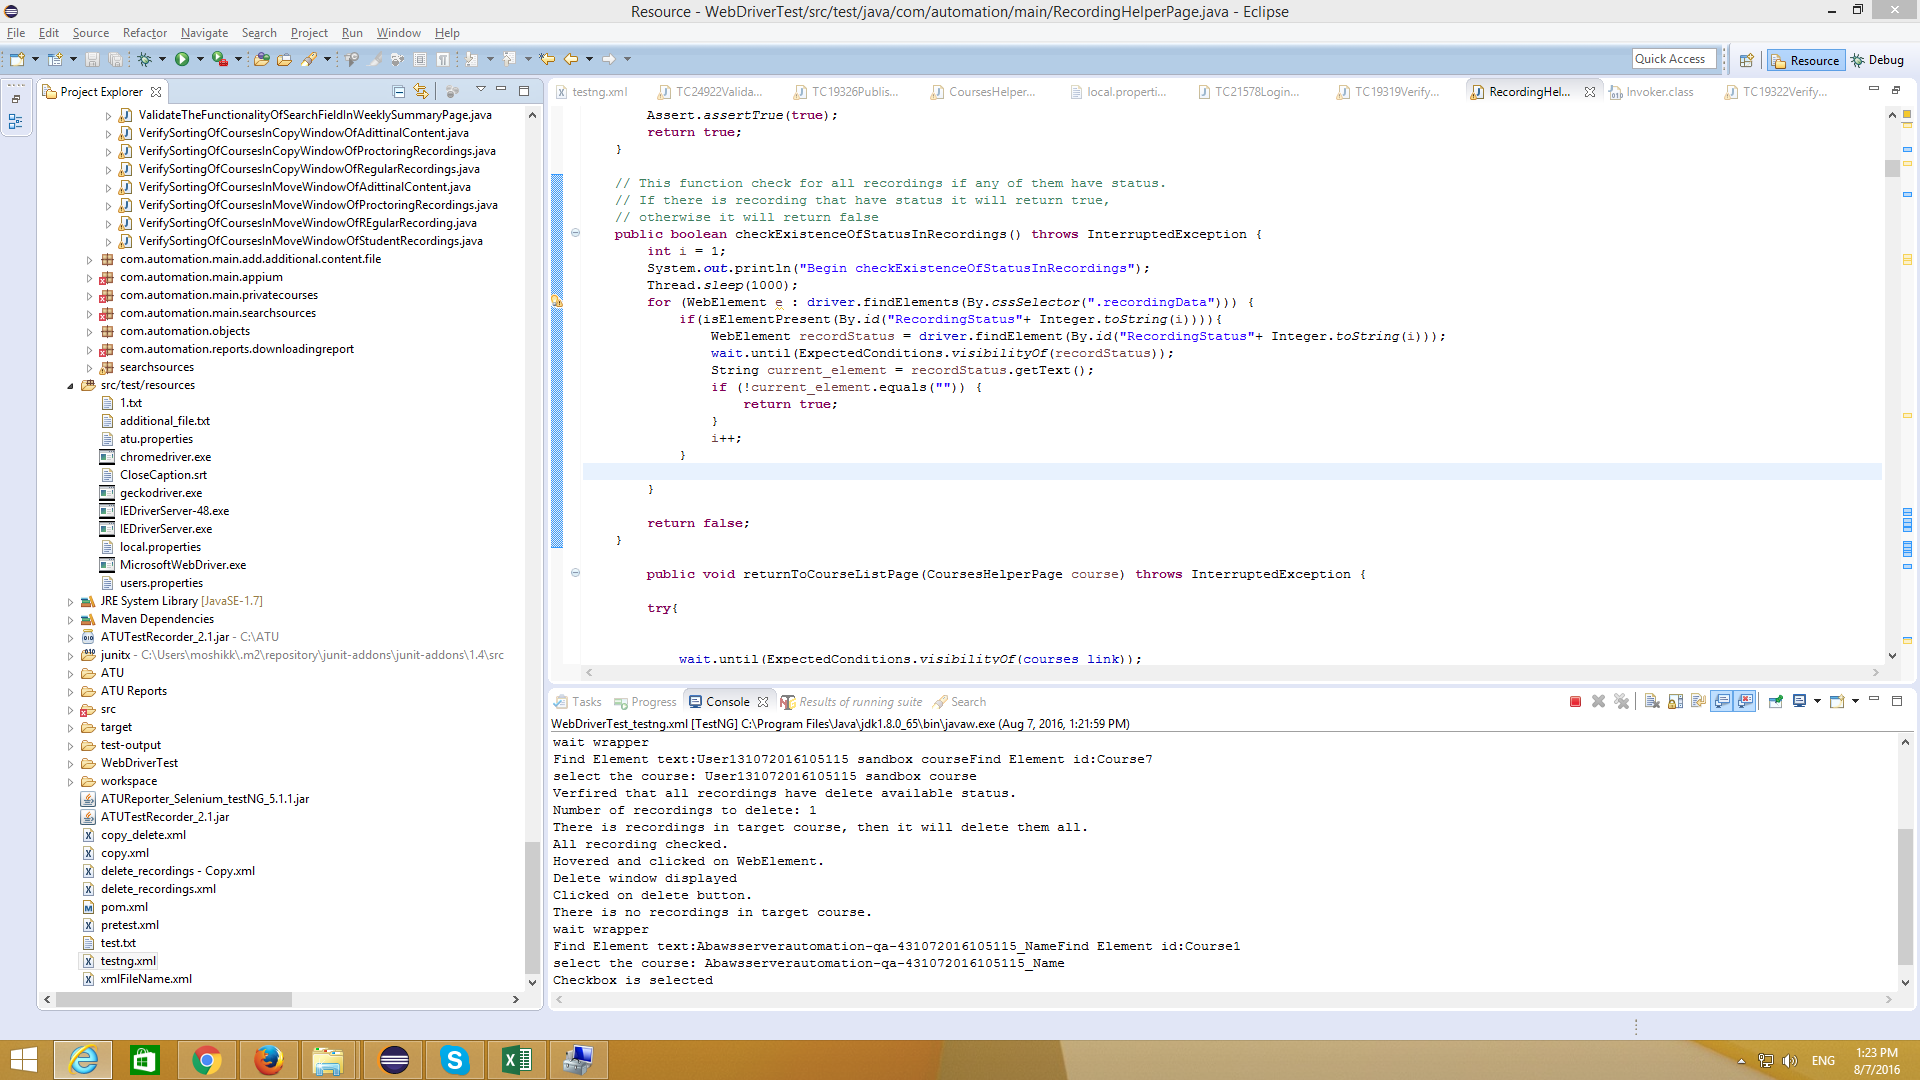 Resource - WebDriverTest/src/test/java/com/automation/main/RecordingHelperPage.java - Eclipse
File Edit Source Refactor Navigate Search Project Run Window Help
Quick Access
Resource
Debug
Project Explorer
ValidateTheFunctionalityOfSearchFieldInWeeklySummaryPage.java
VerifySortingOfCoursesInCopyWindowOfAdittinalContent.java
VerifySortingOfCoursesInCopyWindowOfProctoringRecordings.java
VerifySortingOfCoursesInCopyWindowOfRegularRecordings.java
VerifySortingOfCoursesInMoveWindowOfAdittinalContent.java
VerifySortingOfCoursesInMoveWindowOfProctoringRecordings.java
VerifySortingOfCoursesInMoveWindowOfREgularRecording.java
VerifySortingOfCoursesInMoveWindowOfStudentRecordings.java
com.automation.main.add.additional.content.file
com.automation.main.appium
com.automation.main.privatecourses
com.automation.main.searchsources
com.automation.objects
com.automation.reports.downloadingreport
searchsources
src/test/resources
1.txt
additional_file.txt
atu.properties
chromedriver.exe
CloseCaption.srt
geckodriver.exe
IEDriverServer-48.exe
IEDriverServer.exe
local.properties
MicrosoftWebDriver.exe
users.properties
JRE System Library [JavaSE-1.7]
Maven Dependencies
ATUTestRecorder_2.1.jar - C:\ATU
junitx - C:\Users\moshikk\.m2\repository\junit-addons\junit-addons\1.4\src
ATU
ATU Reports
src
target
test-output
WebDriverTest
workspace
ATUReporter_Selenium_testNG_5.1.1.jar
ATUTestRecorder_2.1.jar
copy_delete.xml
copy.xml
delete_recordings - Copy.xml
delete_recordings.xml
pom.xml
pretest.xml
test.txt
testng.xml
xmlFileName.xml
testng.xml TC24922Valida... TC19326Publis... CoursesHelper... local.properti... TC21578Login... TC19319Verify... RecordingHel... Invoker.class TC19322Verify...
Assert.assertTrue(true);
return true;
}
// This function check for all recordings if any of them have status.
// If there is recording that have status it will return true,
// otherwise it will return false
public boolean checkExistenceOfStatusInRecordings() throws InterruptedException {
int i = 1;
System.out.println("Begin checkExistenceOfStatusInRecordings");
Thread.sleep(1000);
for (WebElement e : driver.findElements(By.cssSelector(".recordingData"))) {
if(isElementPresent(By.id("RecordingStatus"+ Integer.toString(i)))){
WebElement recordStatus = driver.findElement(By.id("RecordingStatus"+ Integer.toString(i)));
wait.until(ExpectedConditions.visibilityOf(recordStatus));
String current_element = recordStatus.getText();
if (!current_element.equals("")) {
return true;
}
i++;
}
}
return false;
}
public void returnToCourseListPage(CoursesHelperPage course) throws InterruptedException {
try{
wait.until(ExpectedConditions.visibilityOf(courses_link));
Tasks Progress Console Results of running suite Search
WebDriverTest_testng.xml [TestNG] C:\Program Files\Java\jdk1.8.0_65\bin\javaw.exe (Aug 7, 2016, 1:21:59 PM)
wait wrapper
Find Element text:User131072016105115 sandbox courseFind Element id:Course7
select the course: User131072016105115 sandbox course
Verfired that all recordings have delete available status.
Number of recordings to delete: 1
There is recordings in target course, then it will delete them all.
All recording checked.
Hovered and clicked on WebElement.
Delete window displayed
Clicked on delete button.
There is no recordings in target course.
wait wrapper
Find Element text:Abawsserverautomation-qa-431072016105115_NameFind Element id:Course1
select the course: Abawsserverautomation-qa-431072016105115_Name
Checkbox is selected
ENG
1:23 PM
8/7/2016